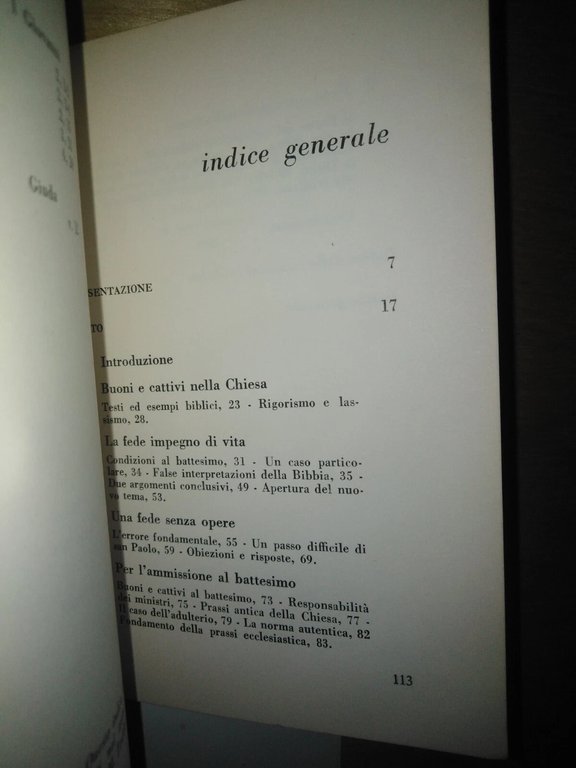 Giuda
indice generale
SENTAZIONE 7
TO 17
Introduzione
Buoni e cattivi nella Chiesa
Testi ed esempi biblici, 23 - Rigorismo e las-
sismo, 28.
La fede impegno di vita
Condizioni al battesimo, 31 - Un caso partico-
lare, 34 - False interpretazioni della Bibbia, 35 -
Due argomenti conclusivi, 49 - Apertura del nuo-
vo tema, 53.
Una fede senza opere
L'errore fondamentale, 55 - Un passo difficile di
san Paolo, 59 - Obiezioni e risposte, 69.
Per l'ammissione al battesimo
Buoni e cattivi al battesimo, 73 - Responsabilità
dei ministri, 75 - Prassi antica della Chiesa, 77 -
Il caso dell'adulterio, 79 - La norma autentica, 82
Fondamento della prassi ecclesiastica, 83.
113